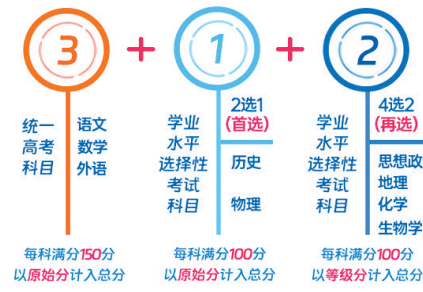 3 + 1 + 2
统一
高考
科目
语文
数学
外语
每科满分150分
以原始分计入总分
学业
水平
选择性
考试
科目
2选1
(首选)
历史
物理
每科满分100分
以原始分计入总分
学业
水平
选择性
考试
科目
4选2
(再选)
思想政
地理
化学
生物学
每科满分100分
以等级分计入总分